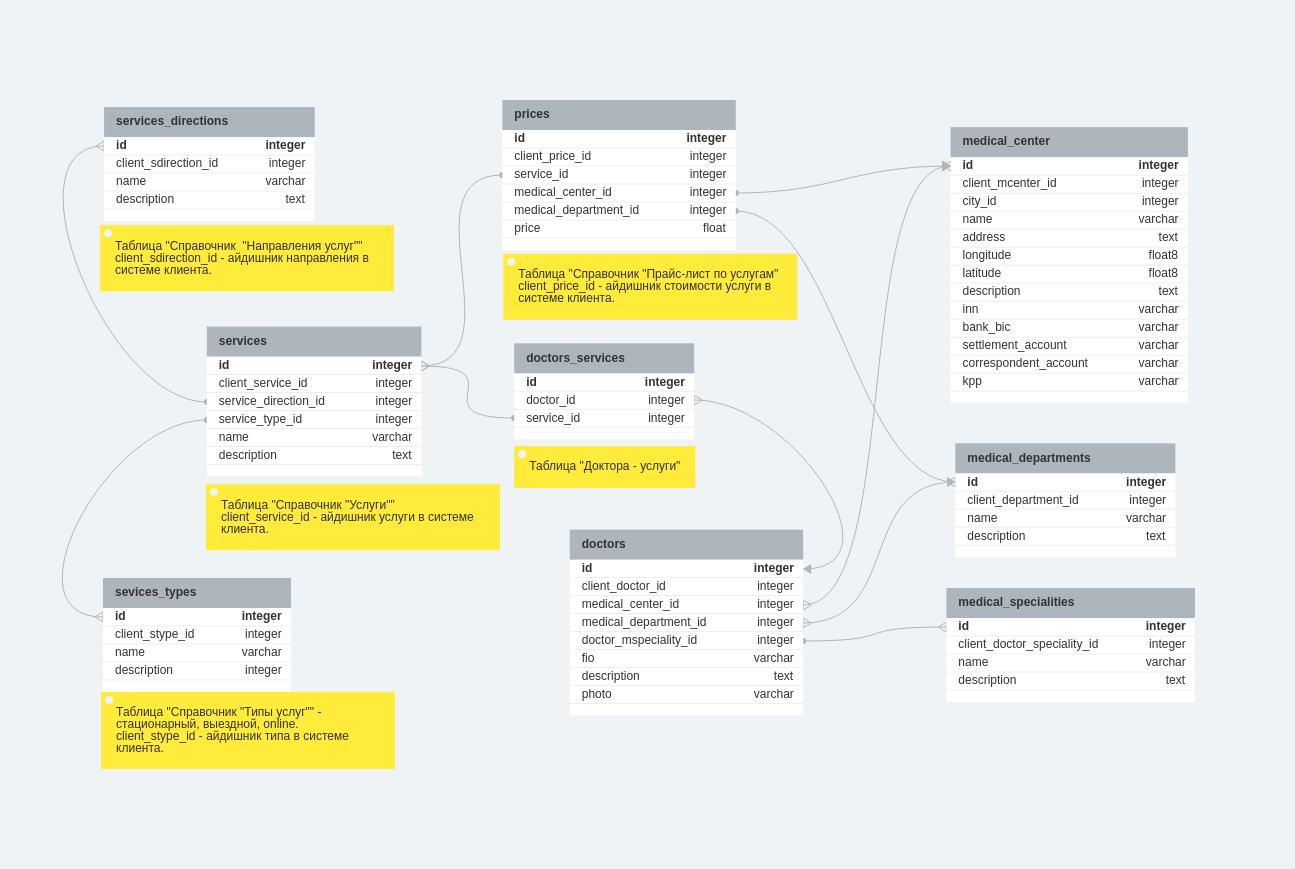 services_directions
id integer
client_sdirection_id integer
name varchar
description text
Таблица "Справочник "Направления услуг""
client_sdirection_id - айдишник направления в
системе клиента.
services
id integer
client_service_id integer
service_direction_id integer
service_type_id integer
name varchar
description text
Таблица "Справочник "Услуги""
client_service_id - айдишник услуги в системе
клиента.
sevices_types
id integer
client_stype_id integer
name varchar
description integer
Таблица "Справочник "Типы услуг"" -
стационарный, выездной, online.
client_stype_id - айдишник типа в системе
клиента.
prices
id integer
client_price_id integer
service_id integer
medical_center_id integer
medical_department_id integer
price float
Таблица "Справочник "Прайс-лист по услугам"
client_price_id - айдишник стоимости услуги в
системе клиента.
doctors_services
id integer
doctor_id integer
service_id integer
Таблица "Доктора - услуги"
doctors
id integer
client_doctor_id integer
medical_center_id integer
medical_department_id integer
doctor_mspeciality_id integer
fio varchar
description text
photo varchar
medical_center
id integer
client_mcenter_id integer
city_id integer
name varchar
address text
longitude float8
latitude float8
description text
inn varchar
bank_bic varchar
settlement_account varchar
correspondent_account varchar
kpp varchar
medical_departments
id integer
client_department_id integer
name varchar
description text
medical_specialities
id integer
client_doctor_speciality_id integer
name varchar
description text